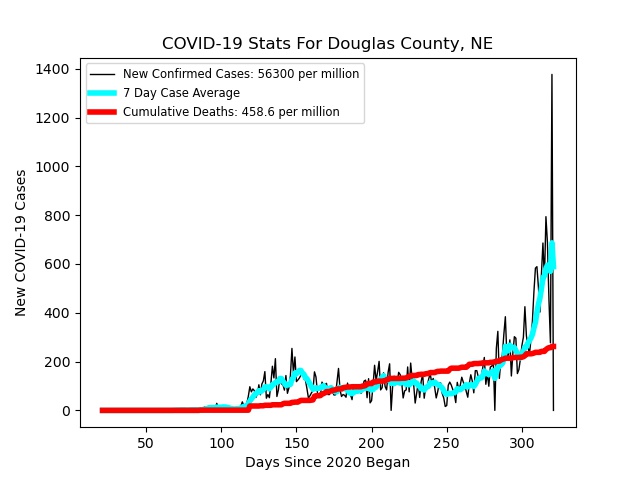 COVID-19 Stats For Douglas County, NE
New Confirmed Cases: 56300 per million
7 Day Case Average
Cumulative Deaths: 458.6 per million
1400
1200
1000
800
600
400
200
0
New COVID-19 Cases
50 100 150 200 250 300
Days Since 2020 Began